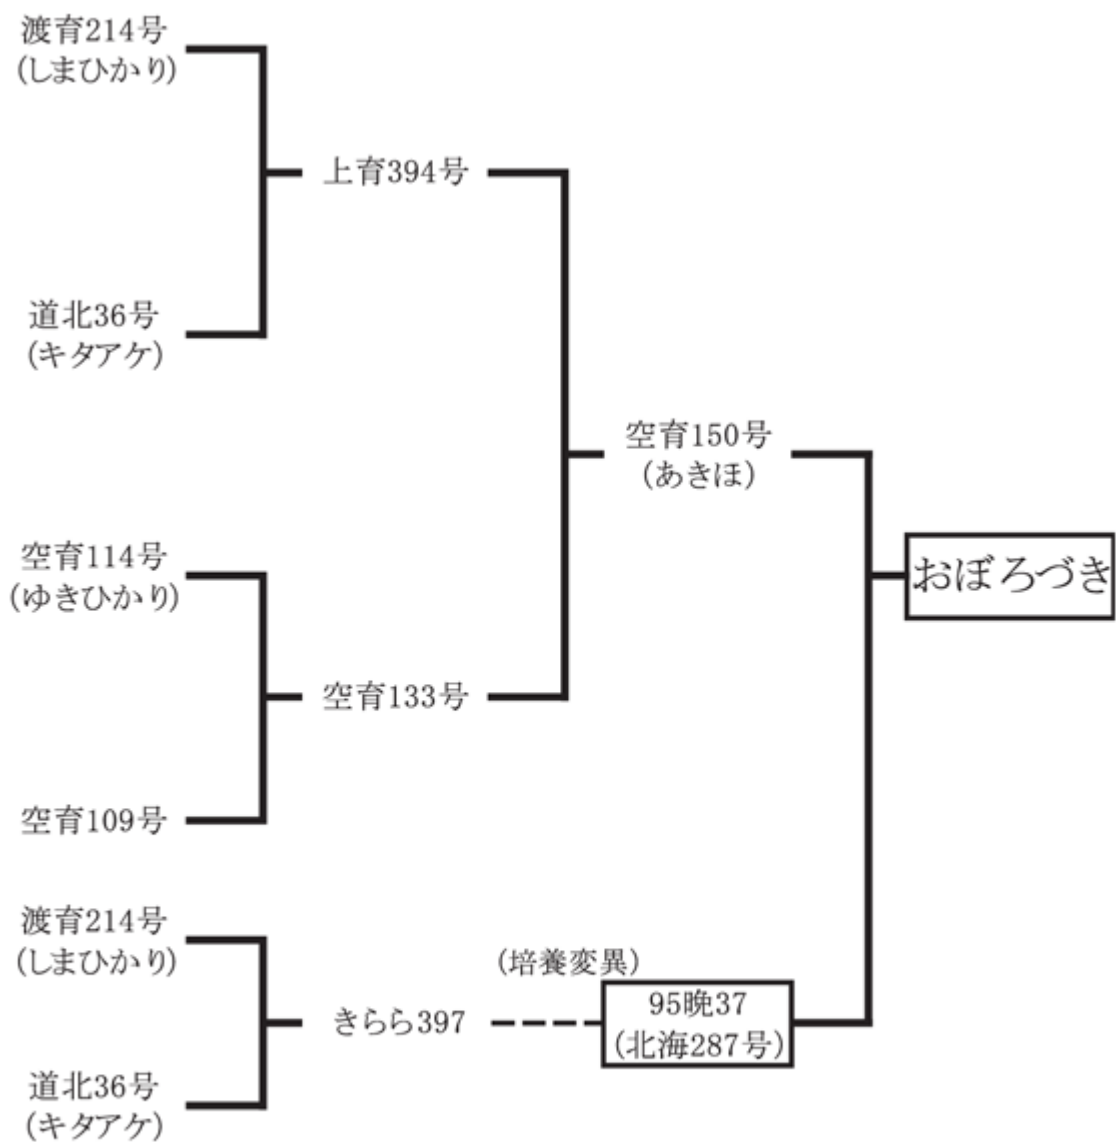 渡育214号
(しまひかり)
上育394号
道北36号
(キタアケ)
空育150号
(あきほ)
おぼろづき
空育114号
(ゆきひかり)
空育133号
空育109号
渡育214号
(しまひかり)
(培養変異)
きらら397
95晩37
(北海287号)
道北36号
(キタアケ)